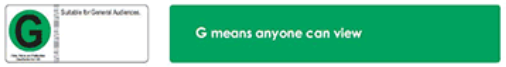 G
Suitable for General Audiences.
G means anyone can view